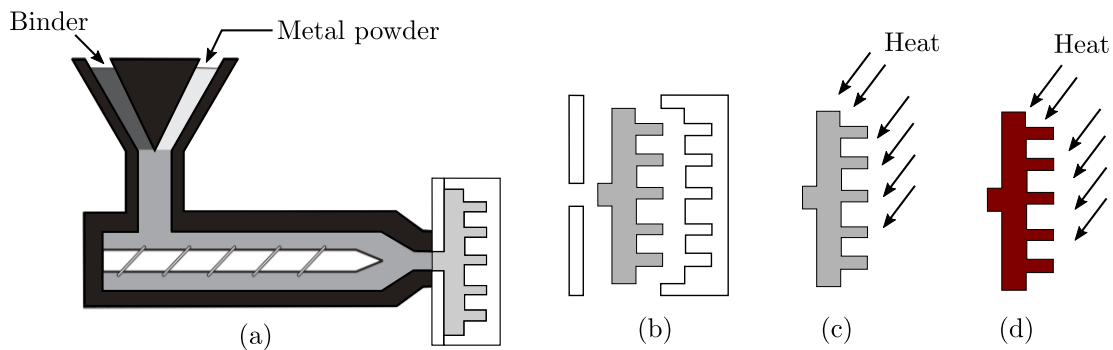 Binder
Metal powder
Heat
Heat
(a)
(b)
(c)
(d)